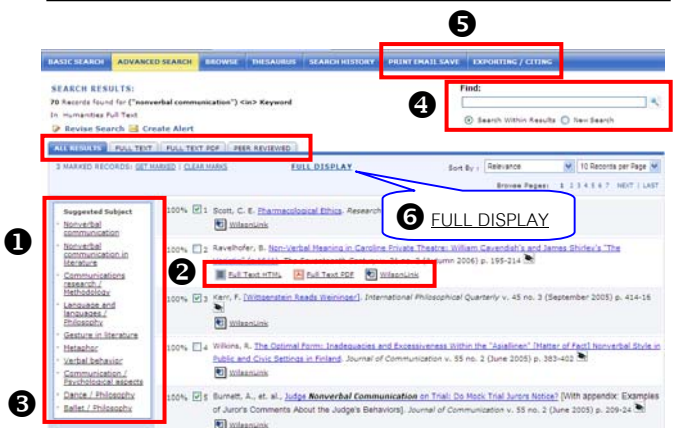 ❺
BASIC SEARCH ADVANCED SEARCH BROWSE THESAURUS SEARCH HISTORY PRINT EMAIL SAVE EXPORTING / CITING
SEARCH RESULTS:
70 Records found for ("nonverbal communication") <in> Keyword
In Humanities Full Text
Revise Search Create Alert
❹
Find:
Search Within Results New Search
ALL RESULTS FULL TEXT FULL TEXT PDF PEER REVIEWED
3 MARKED RECORDS: GET MARKED | CLEAR MARKS FULL DISPLAY Sort By : Relevance 10 Records per Page
Browse Pages: 1 2 3 4 5 6 7 NEXT | LAST
❻ FULL DISPLAY
❶
Suggested Subject
Nonverbal communication
Nonverbal communication in literature
Communications research / Methodology
Language and languages / Philosophy
Gesture in literature
Metaphor
Verbal behavior
Communication / Psychological aspects
Dance / Philosophy
Ballet / Philosophy
❸
100% 1 Scott, C. E. Pharmacological Ethics. Research
WilsonLink
100% 2 Ravelhofer, B. Non-Verbal Meaning in Caroline Private Theatre: William Cavendish's and James Shirley's "The
2006) p. 195-214
❷ Full Text HTML Full Text PDF WilsonLink
100% 3 Karr, F. [Wittgenstein Reads Weininger]. International Philosophical Quarterly v. 45 no. 3 (September 2005) p. 414-16
WilsonLink
100% 4 Wilkins, R. The Optimal Form: Inadequacies and Excessiveness Within the "Asiallinen" [Matter of Fact] Nonverbal Style in
Public and Civic Settings in Finland. Journal of Communication v. 55 no. 2 (June 2005) p. 383-402
WilsonLink
100% 5 Burnett, A., et. al., Judge Nonverbal Communication on Trial: Do Mock Trial Jurors Notice? [With appendix: Examples
of Juror's Comments About the Judge's Behaviors]. Journal of Communication v. 55 no. 2 (June 2005) p. 209-24
WilsonLink